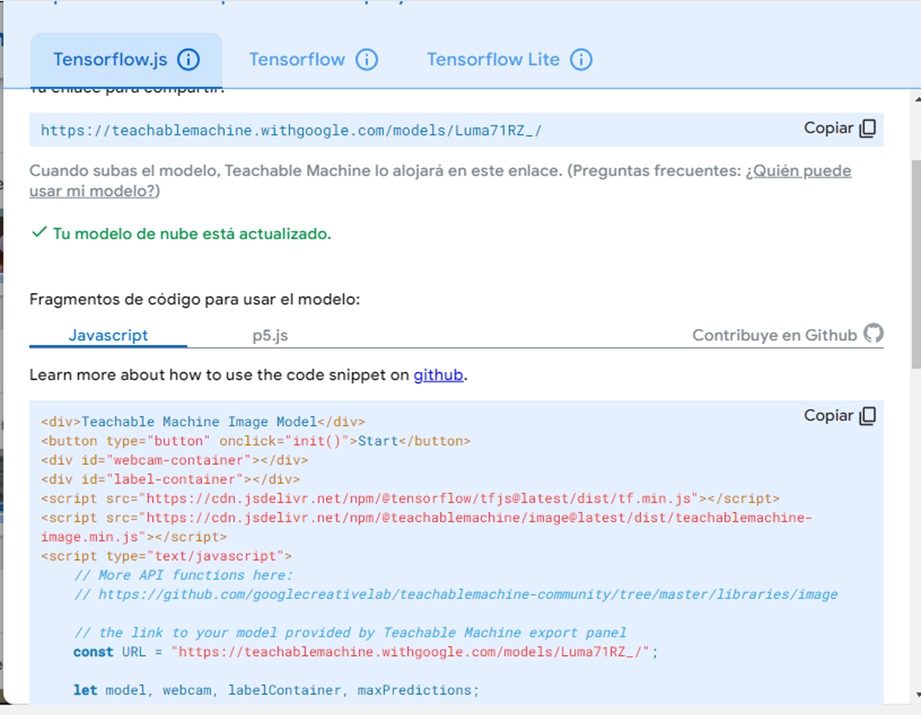 Tensorflow.js
Tensorflow
Tensorflow Lite
Tu enlace para compartir:
https://teachablemachine.withgoogle.com/models/Luma71RZ_/
Copiar
Cuando subas el modelo, Teachable Machine lo alojará en este enlace. (Preguntas frecuentes: ¿Quién puede
usar mi modelo?)
✓ Tu modelo de nube está actualizado.
Fragmentos de código para usar el modelo:
Javascript
p5.js
Contribuye en Github
Learn more about how to use the code snippet on github.
Copiar
<div>Teachable Machine Image Model</div>
<button type="button" onclick="init()">Start</button>
<div id="webcam-container"></div>
<div id="label-container"></div>
<script src="https://cdn.jsdelivr.net/npm/@tensorflow/tfjs@latest/dist/tf.min.js"></script>
<script src="https://cdn.jsdelivr.net/npm/@teachablemachine/image@latest/dist/teachablemachine-
image.min.js"></script>
<script type="text/javascript">
// More API functions here:
// https://github.com/googlecreativelab/teachablemachine-community/tree/master/libraries/image
// the link to your model provided by Teachable Machine export panel
const URL = "https://teachablemachine.withgoogle.com/models/Luma71RZ_/";
let model, webcam, labelContainer, maxPredictions;